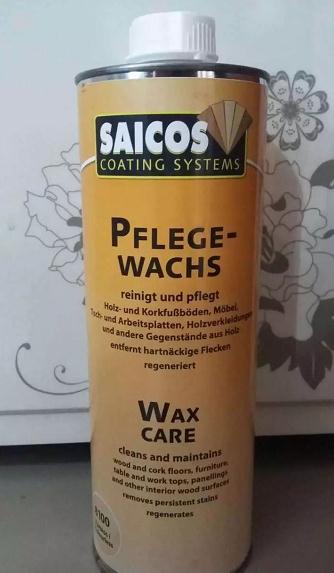 SAICOS
COATING SYSTEMS
PFLEGE-
WACHS
reinigt und pflegt
Holz- und Korkfußböden, Möbel,
Tisch- und Arbeitsplatten, Holzverkleidungen
und andere Gegenstände aus Holz
entfernt hartnäckige Flecken
regeneriert
WAX
CARE
cleans and maintains
wood and cork floors, furniture,
table and work tops, panellings
and other interior wood surfaces
removes persistent stains
regenerates
8100